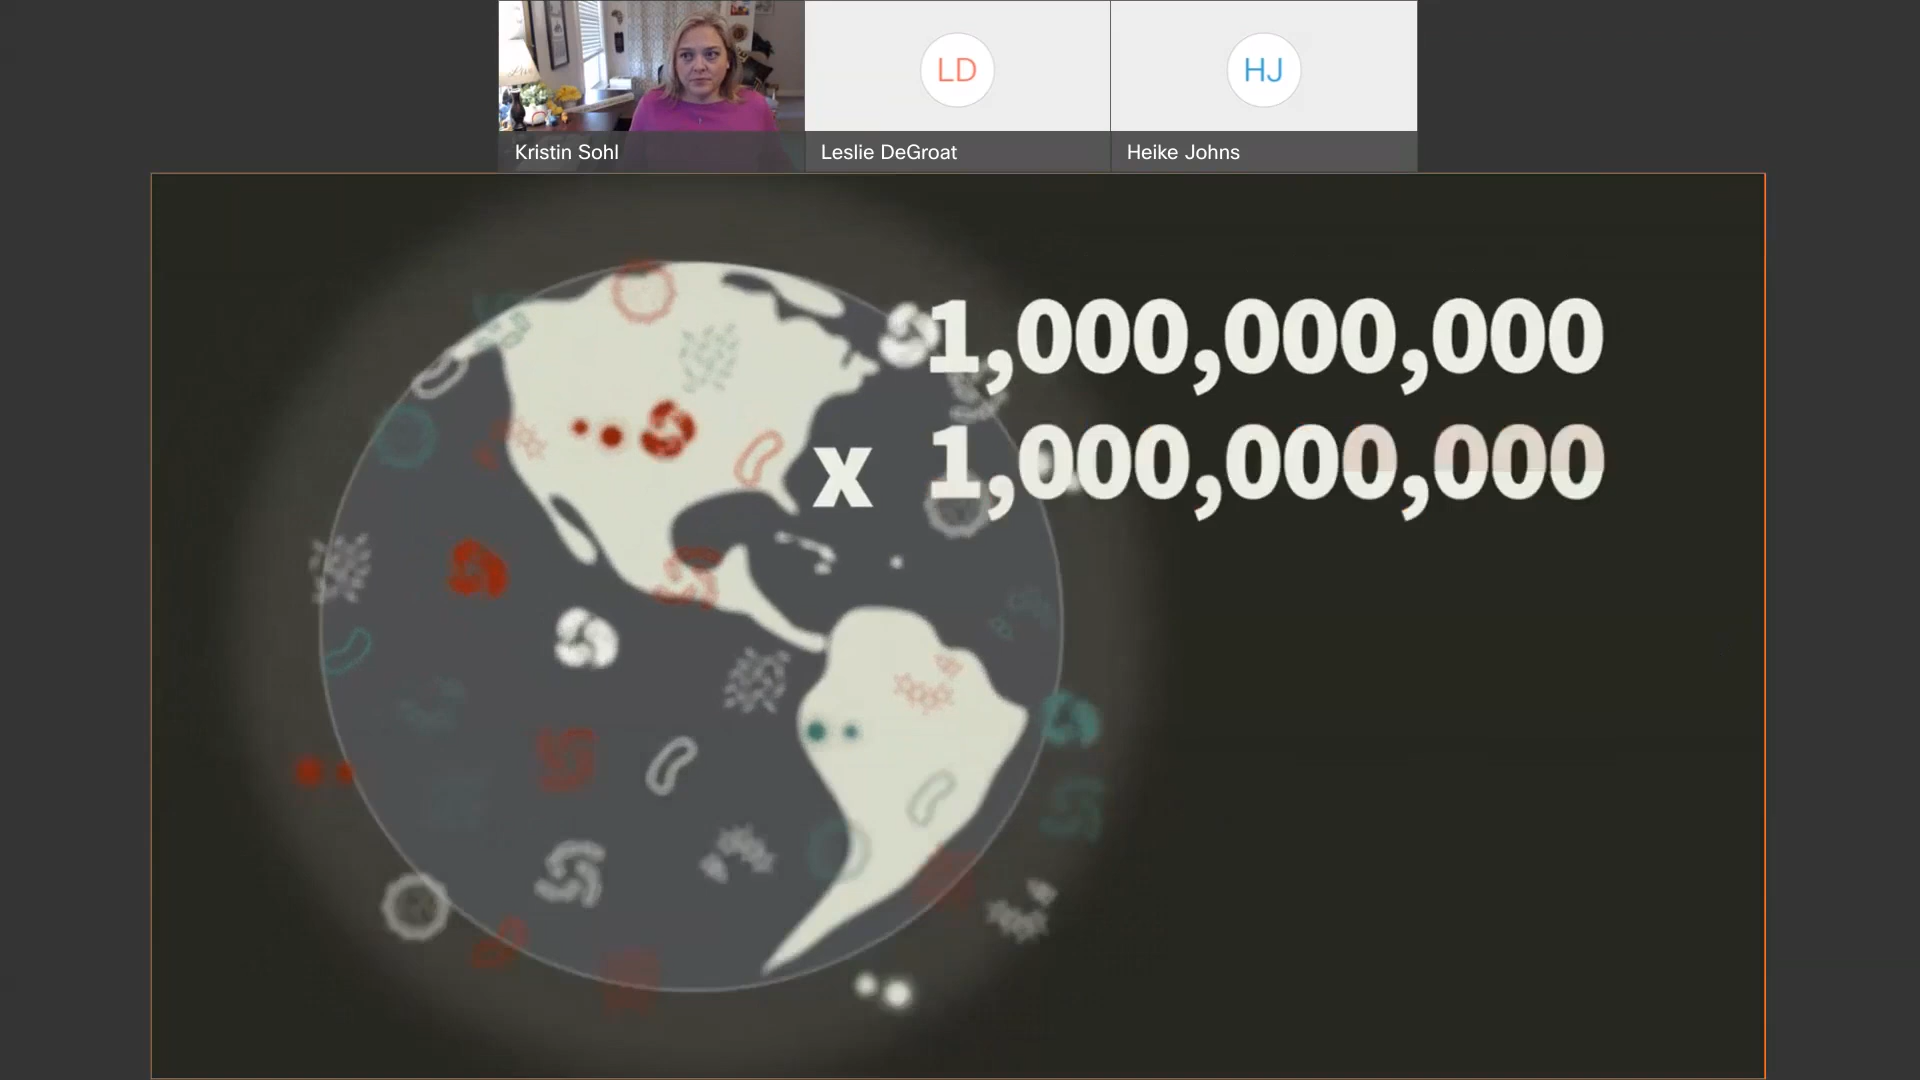 LD
HJ
Kristin Sohl
Leslie DeGroat
Heike Johns
1,000,000,000
x 1,000,000,000